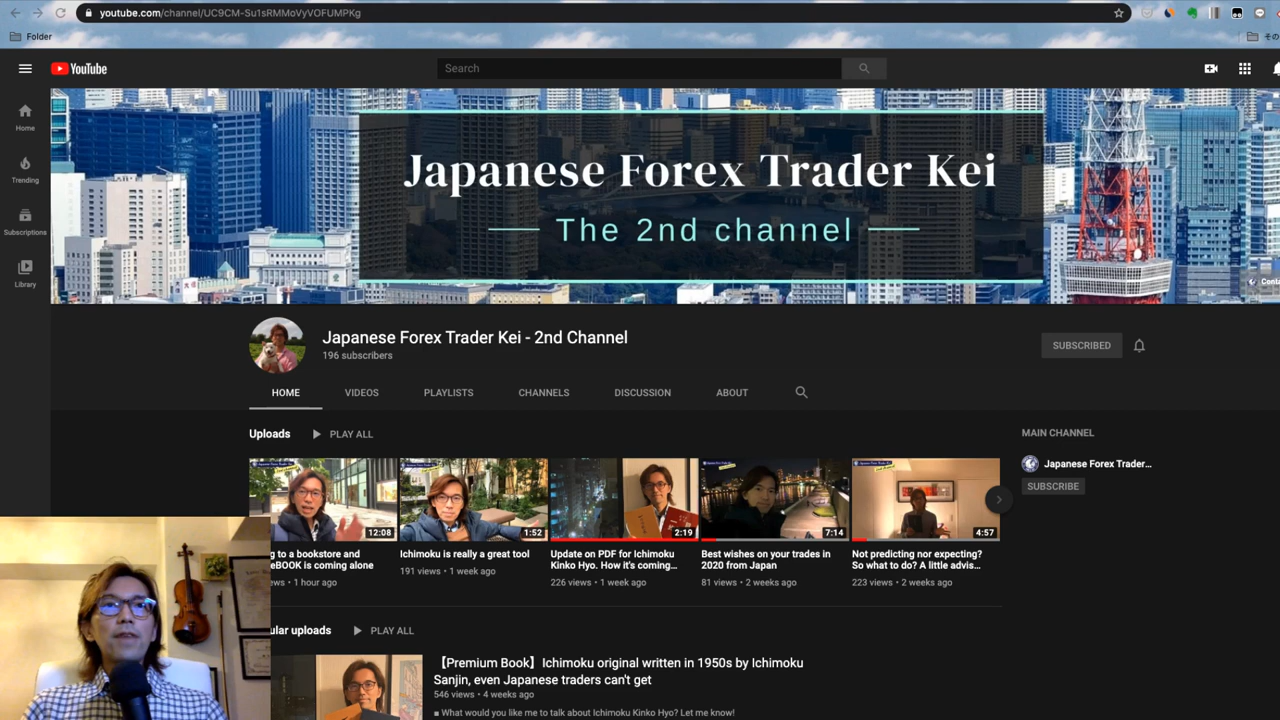 youtube.com/channel/UC9CM-Su1sRMMoVyVOFUMPKg
Folder
その
YouTube
Search
Home
Trending
Subscriptions
Library
Japanese Forex Trader Kei
The 2nd channel
Japanese Forex Trader Kei - 2nd Channel
196 subscribers
SUBSCRIBED
HOME VIDEOS PLAYLISTS CHANNELS DISCUSSION ABOUT
Uploads PLAY ALL
MAIN CHANNEL
Japanese Forex Trader...
SUBSCRIBE
12:08
1:52
2:19
7:14
4:57
g to a bookstore and
eBOOK is coming alone
ews • 1 hour ago
Ichimoku is really a great tool
191 views • 1 week ago
Update on PDF for Ichimoku
Kinko Hyo. How it's coming...
226 views • 1 week ago
Best wishes on your trades in
2020 from Japan
81 views • 2 weeks ago
Not predicting nor expecting?
So what to do? A little advis...
223 views • 2 weeks ago
ular uploads PLAY ALL
【Premium Book】Ichimoku original written in 1950s by Ichimoku
Sanjin, even Japanese traders can't get
546 views • 4 weeks ago
■ What would you like me to talk about Ichimoku Kinko Hyo? Let me know!